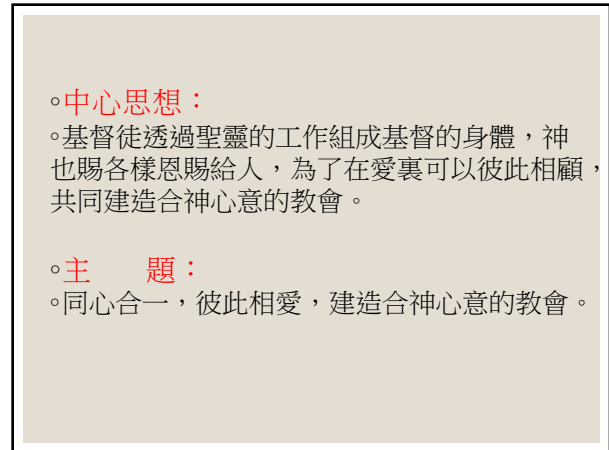 ◦中心思想：
◦基督徒透過聖靈的工作組成基督的身體，神
也賜各樣恩賜給人，為了在愛裏可以彼此相顧，
共同建造合神心意的教會。
◦主　　題：
◦同心合一，彼此相愛，建造合神心意的教會。